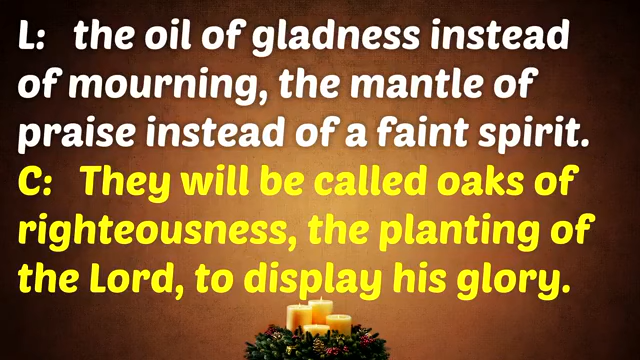 L:   the oil of gladness instead
of mourning, the mantle of
praise instead of a faint spirit.
C:   They will be called oaks of
righteousness, the planting of
the Lord, to display his glory.